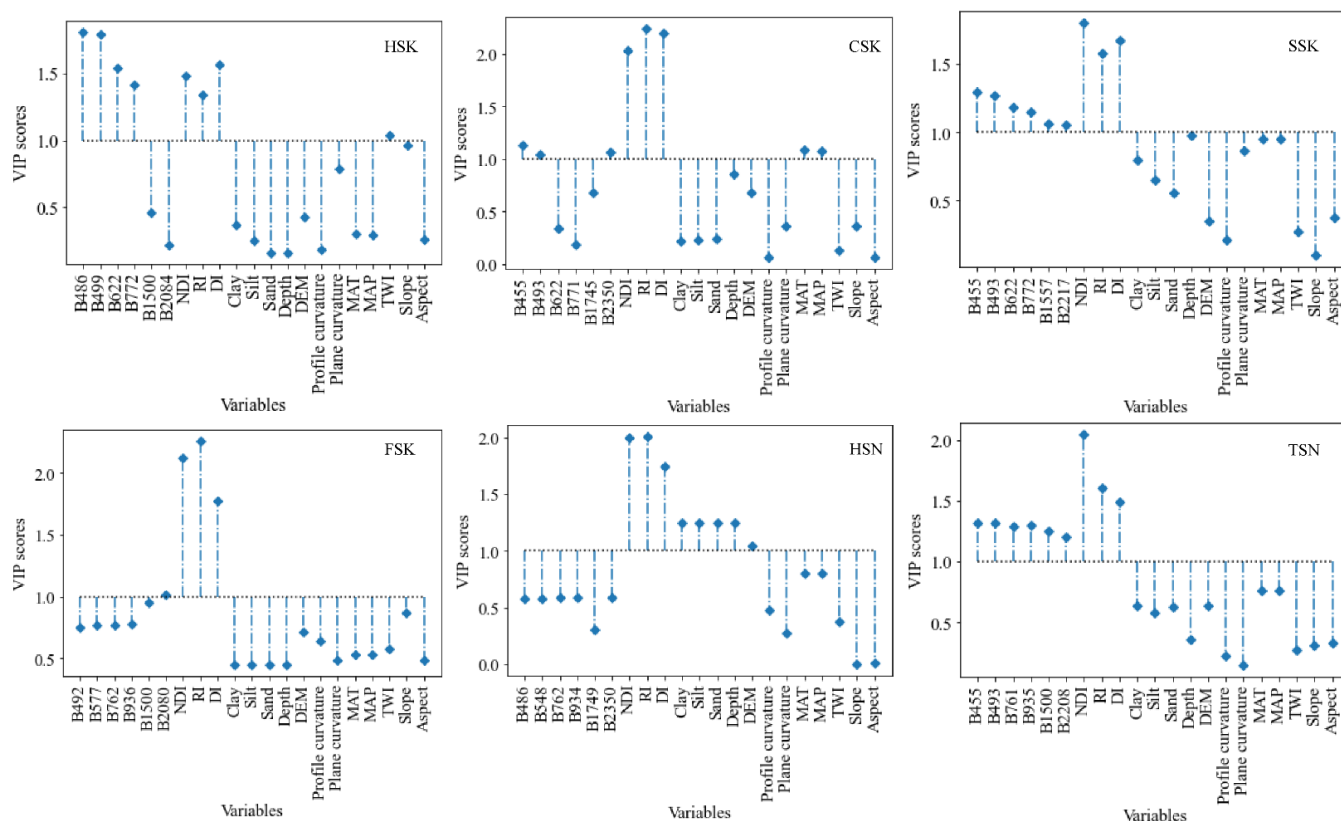 HSK
VIP scores
1.5
1.0
0.5
B486
B499
B622
B772
B1500
B2084
NDI
RI
DI
Clay
Silt
Sand
Depth
DEM
Profile curvature
Plane curvature
MAT
MAP
TWI
Slope
Aspect
Variables
CSK
VIP scores
2.0
1.5
1.0
0.5
0.0
B455
B493
B622
B771
B1745
B2350
NDI
RI
DI
Clay
Silt
Sand
Depth
DEM
Profile curvature
Plane curvature
MAT
MAP
TWI
Slope
Aspect
Variables
SSK
VIP scores
1.5
1.0
0.5
B455
B493
B622
B772
B1557
B2217
NDI
RI
DI
Clay
Silt
Sand
Depth
DEM
Profile curvature
Plane curvature
MAT
MAP
TWI
Slope
Aspect
Variables
FSK
VIP scores
2.0
1.5
1.0
0.5
B492
B577
B762
B936
B1500
B2080
NDI
RI
DI
Clay
Silt
Sand
Depth
DEM
Profile curvature
Plane curvature
MAT
MAP
TWI
Slope
Aspect
Variables
HSN
VIP scores
2.0
1.5
1.0
0.5
0.0
B486
B548
B762
B934
B1749
B2350
NDI
RI
DI
Clay
Silt
Sand
Depth
DEM
Profile curvature
Plane curvature
MAT
MAP
TWI
Slope
Aspect
Variables
TSN
VIP scores
2.0
1.5
1.0
0.5
B455
B493
B761
B935
B1500
B2208
NDI
RI
DI
Clay
Silt
Sand
Depth
DEM
Profile curvature
Plane curvature
MAT
MAP
TWI
Slope
Aspect
Variables